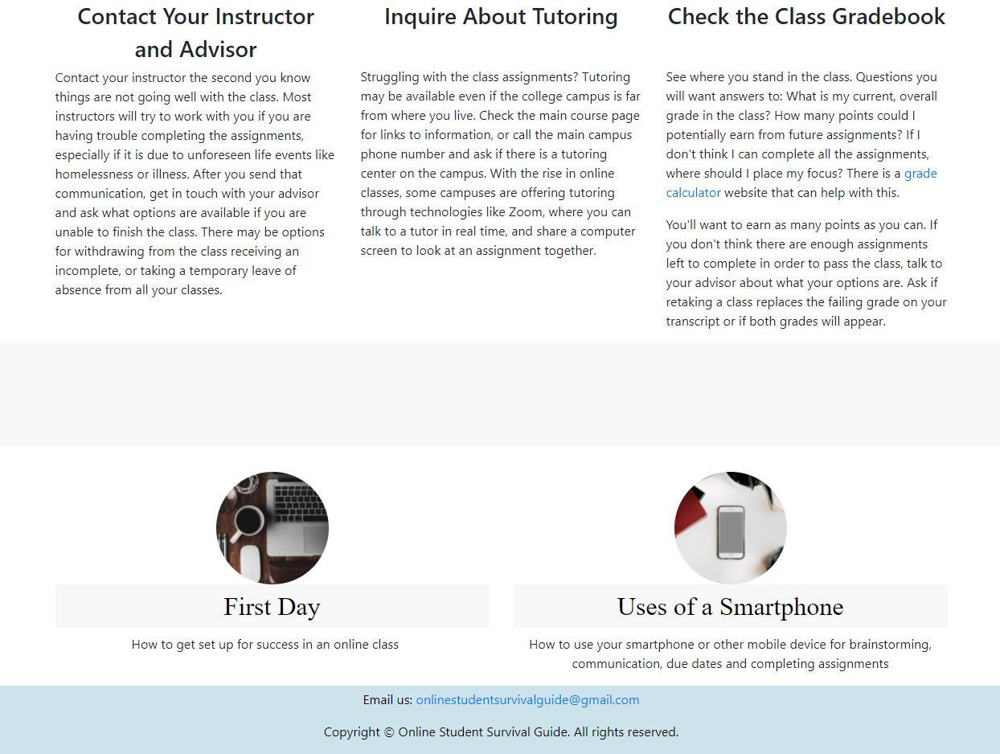 Contact Your Instructor
and Advisor
Contact your instructor the second you know
things are not going well with the class. Most
instructors will try to work with you if you are
having trouble completing the assignments,
especially if it is due to unforeseen life events like
homelessness or illness. After you send that
communication, get in touch with your advisor
and ask what options are available if you are
unable to finish the class. There may be options
for withdrawing from the class receiving an
incomplete, or taking a temporary leave of
absence from all your classes.
Inquire About Tutoring
Struggling with the class assignments? Tutoring
may be available even if the college campus is far
from where you live. Check the main course page
for links to information, or call the main campus
phone number and ask if there is a tutoring
center on the campus. With the rise in online
classes, some campuses are offering tutoring
through technologies like Zoom, where you can
talk to a tutor in real time, and share a computer
screen to look at an assignment together.
Check the Class Gradebook
See where you stand in the class. Questions you
will want answers to: What is my current, overall
grade in the class? How many points could I
potentially earn from future assignments? If I
don't think I can complete all the assignments,
where should I place my focus? There is a grade
calculator website that can help with this.
You'll want to earn as many points as you can. If
you don't think there are enough assignments
left to complete in order to pass the class, talk to
your advisor about what your options are. Ask if
retaking a class replaces the failing grade on your
transcript or if both grades will appear.
First Day
How to get set up for success in an online class
Uses of a Smartphone
How to use your smartphone or other mobile device for brainstorming,
communication, due dates and completing assignments
Email us: onlinestudentsurvivalguide@gmail.com
Copyright © Online Student Survival Guide. All rights reserved.